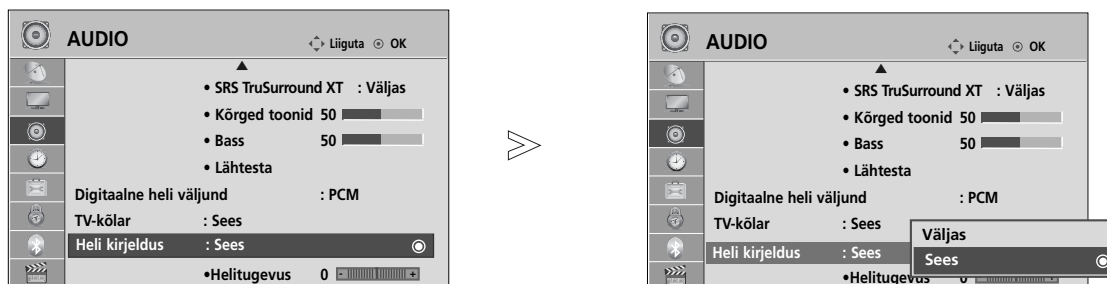 AUDIO
Liiguta OK
• SRS TruSurround XT : Väljas
• Kõrged toonid 50
• Bass 50
• Lähtesta
Digitaalne heli väljund : PCM
TV-kõlar : Sees
Heli kirjeldus : Sees
•Helitugevus 0 - +
AUDIO
Liiguta OK
• SRS TruSurround XT : Väljas
• Kõrged toonid 50
• Bass 50
• Lähtesta
Digitaalne heli väljund : PCM
TV-kõlar : Sees
Heli kirjeldus : Sees
Väljas
Sees
•Helitugevus 0